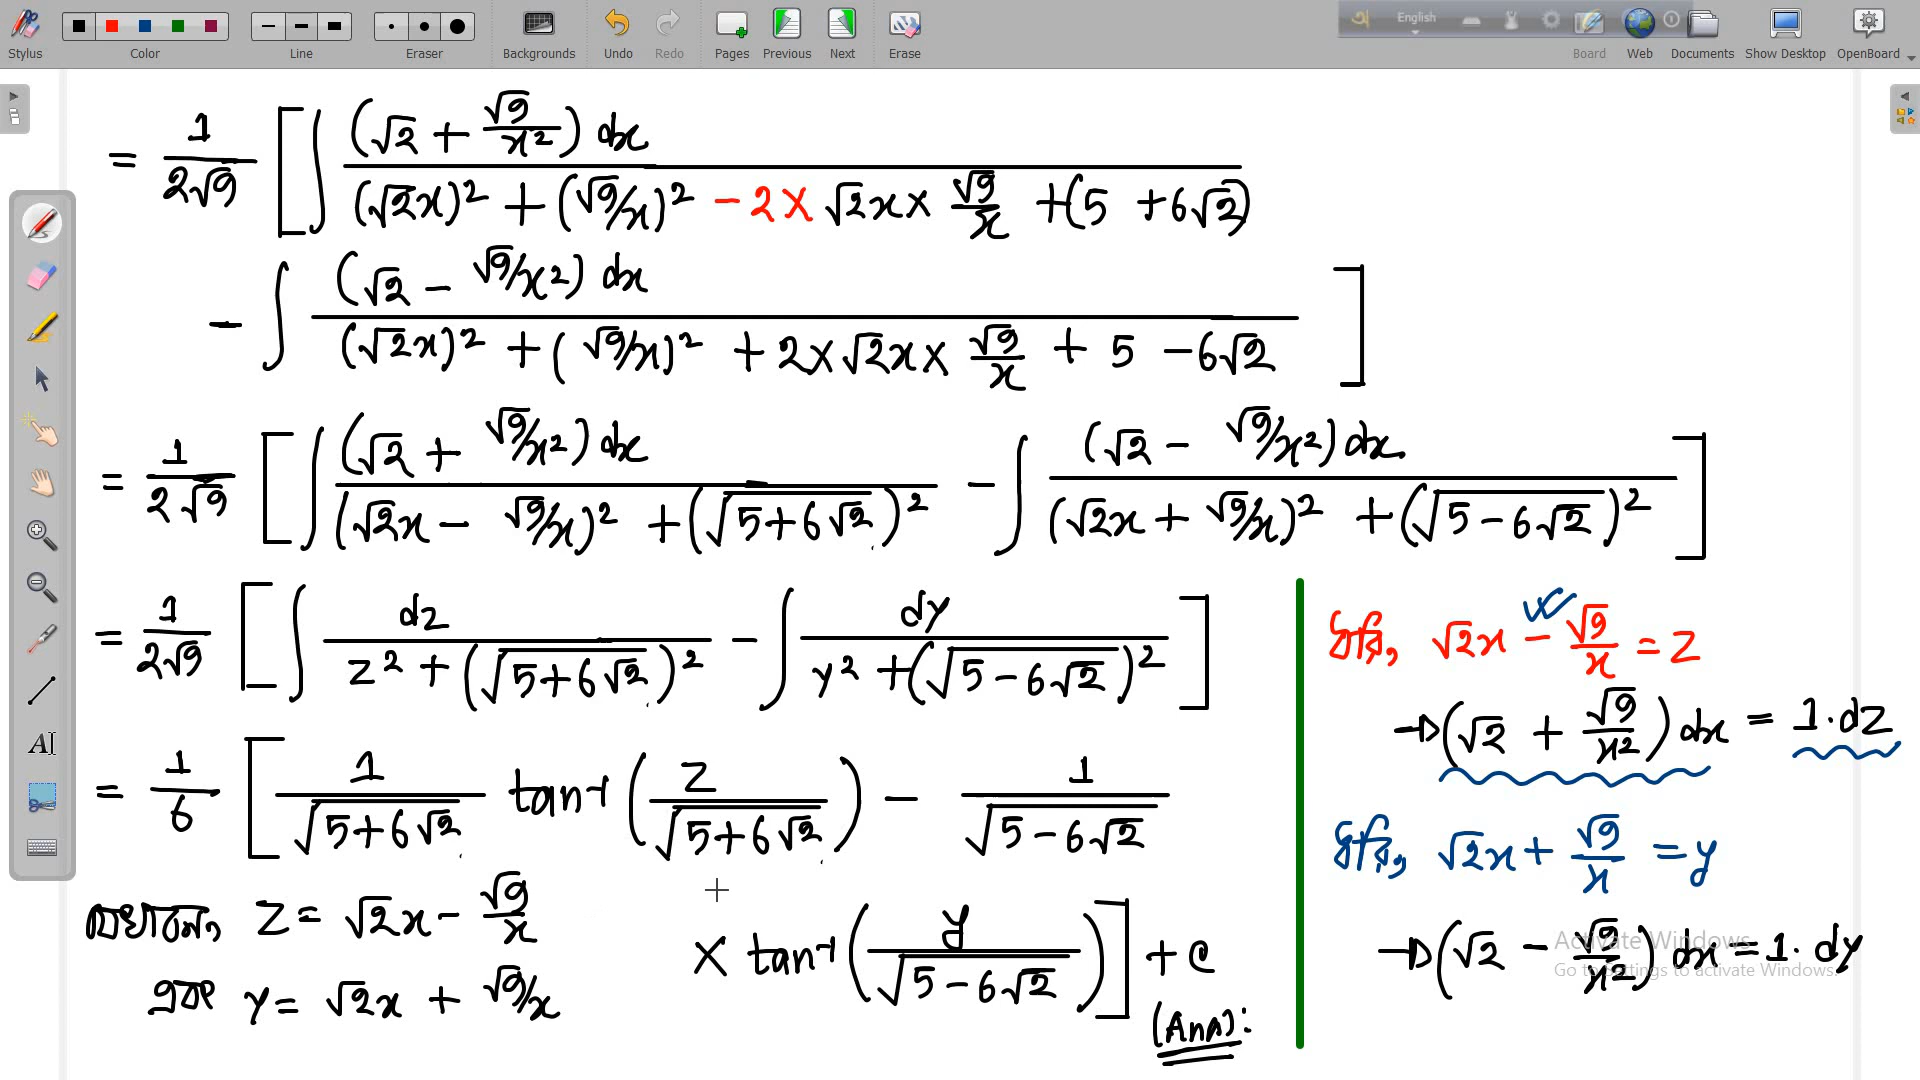 Stylus Color Line Eraser Backgrounds Undo Redo Pages Previous Next Erase English Board Web Documents Show Desktop OpenBoard
= 1/(2√9) [ ∫ (√2 + √9/x²) dx / ((√2x)² + (√9/x)² - 2 × √2x × √9/x + (5 + 6√2)
- ∫ (√2 - √9/x²) dx / ((√2x)² + (√9/x)² + 2 × √2x × √9/x + 5 - 6√2) ]
= 1/(2√9) [ ∫ (√2 + √9/x²) dx / ((√2x - √9/x)² + (√(5+6√2))²) - ∫ (√2 - √9/x²) dx / ((√2x + √9/x)² + (√(5-6√2))²) ]
= 1/(2√9) [ ∫ dz / (z² + (√(5+6√2))²) - ∫ dy / (y² + (√(5-6√2))²) ]
= 1/6 [ 1/√(5+6√2) tan⁻¹ (z/√(5+6√2)) - 1/√(5-6√2)
× tan⁻¹ (y/√(5-6√2)) ] + c
(Ans):
যেখানে, z = √2x - √9/x
এবং y = √2x + √9/x
ধরি, √2x - √9/x = z
→ (√2 + √9/x²) dx = 1.dz
ধরি, √2x + √9/x = y
→ (√2 - √9/x²) dx = 1. dy
Activate Windows
Go to Settings to activate Windows.